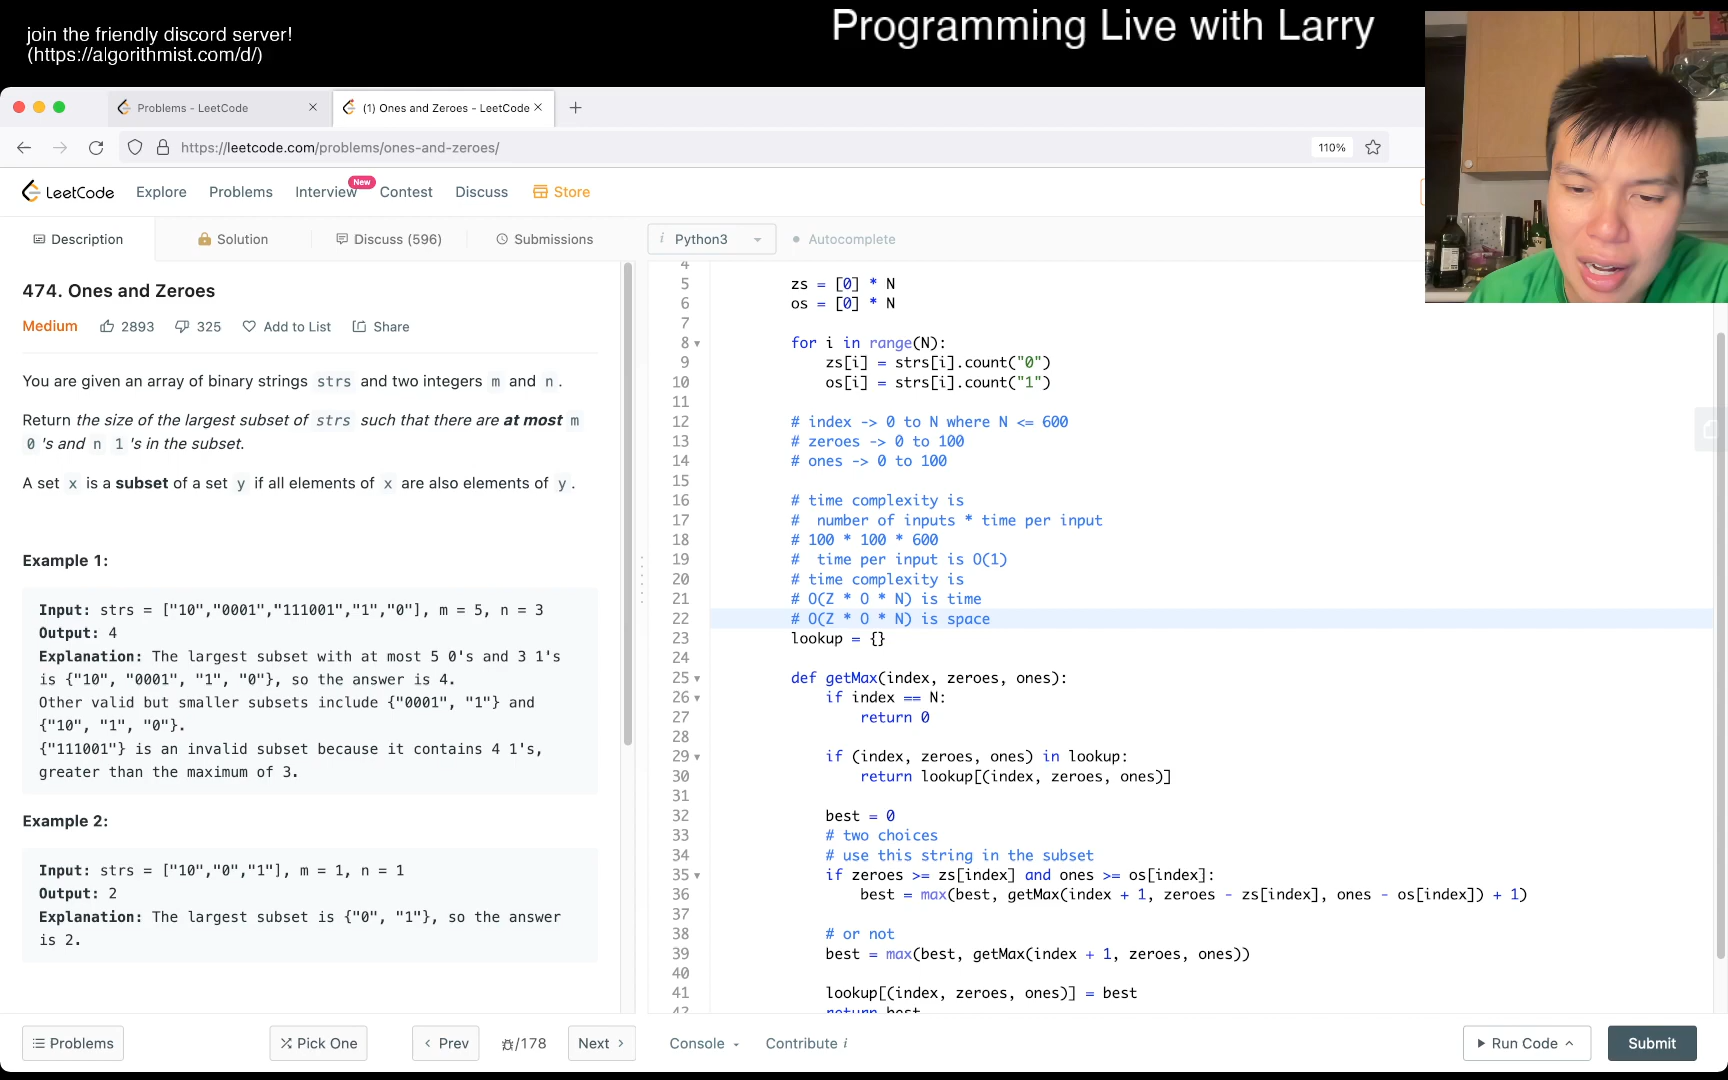 join the friendly discord server!
(https://algorithmist.com/d/)
Programming Live with Larry
Problems - LeetCode
(1) Ones and Zeroes - LeetCode
https://leetcode.com/problems/ones-and-zeroes/
110%
LeetCode Explore Problems Interview New Contest Discuss Store
Description Solution Discuss (596) Submissions
i Python3 Autocomplete
474. Ones and Zeroes
Medium 2893 325 Add to List Share
You are given an array of binary strings strs and two integers m and n.
Return the size of the largest subset of strs such that there are at most m
0 's and n 1 's in the subset.
A set x is a subset of a set y if all elements of x are also elements of y.
Example 1:
Input: strs = ["10","0001","111001","1","0"], m = 5, n = 3
Output: 4
Explanation: The largest subset with at most 5 0's and 3 1's
is {"10", "0001", "1", "0"}, so the answer is 4.
Other valid but smaller subsets include {"0001", "1"} and
{"10", "1", "0"}.
{"111001"} is an invalid subset because it contains 4 1's,
greater than the maximum of 3.
Example 2:
Input: strs = ["10","0","1"], m = 1, n = 1
Output: 2
Explanation: The largest subset is {"0", "1"}, so the answer
is 2.
4
5 zs = [0] * N
6 os = [0] * N
7
8 for i in range(N):
9 zs[i] = strs[i].count("0")
10 os[i] = strs[i].count("1")
11
12 # index -> 0 to N where N <= 600
13 # zeroes -> 0 to 100
14 # ones -> 0 to 100
15
16 # time complexity is
17 # number of inputs * time per input
18 # 100 * 100 * 600
19 # time per input is O(1)
20 # time complexity is
21 # O(Z * O * N) is time
22 # O(Z * O * N) is space
23 lookup = {}
24
25 def getMax(index, zeroes, ones):
26 if index == N:
27 return 0
28
29 if (index, zeroes, ones) in lookup:
30 return lookup[(index, zeroes, ones)]
31
32 best = 0
33 # two choices
34 # use this string in the subset
35 if zeroes >= zs[index] and ones >= os[index]:
36 best = max(best, getMax(index + 1, zeroes - zs[index], ones - os[index]) + 1)
37
38 # or not
39 best = max(best, getMax(index + 1, zeroes, ones))
40
41 lookup[(index, zeroes, ones)] = best
42 return best
Problems Pick One Prev /178 Next Console Contribute i Run Code Submit